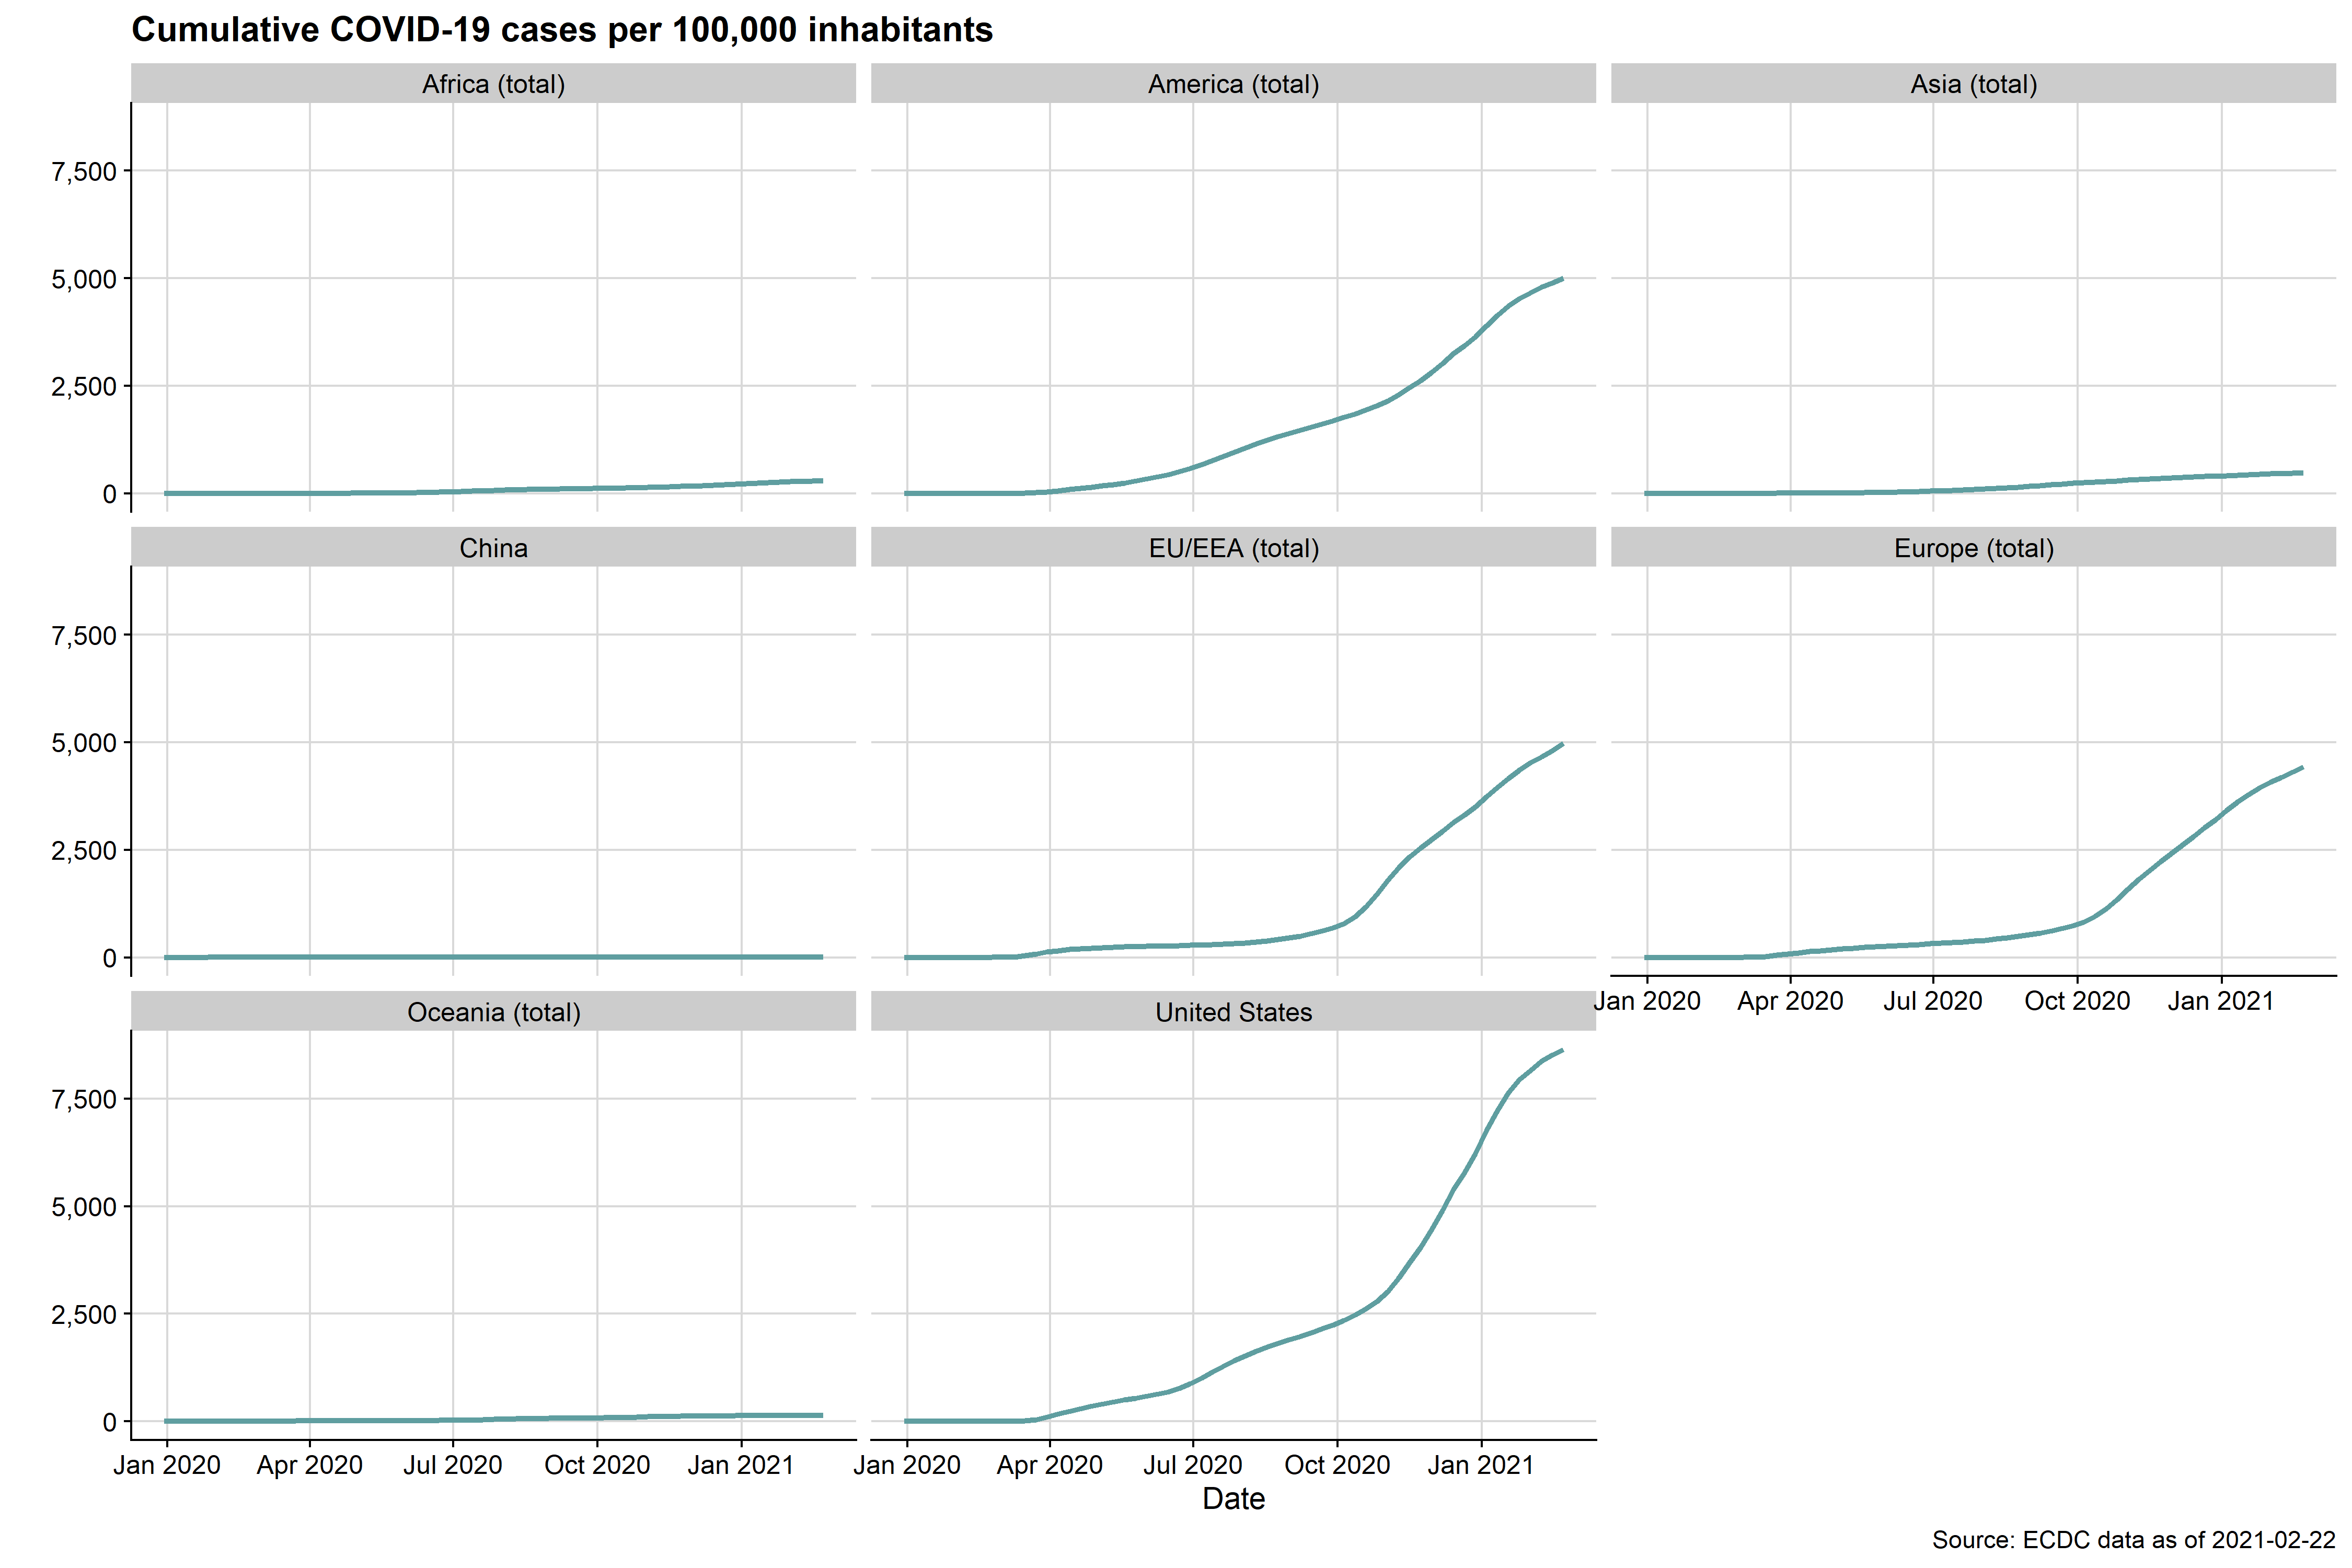 Cumulative COVID-19 cases per 100,000 inhabitants
Africa (total) America (total) Asia (total)
7,500
5,000
2,500
0
China EU/EEA (total) Europe (total)
7,500
5,000
2,500
0
Jan 2020 Apr 2020 Jul 2020 Oct 2020 Jan 2021
Oceania (total) United States
7,500
5,000
2,500
0
Jan 2020 Apr 2020 Jul 2020 Oct 2020 Jan 2021 Jan 2020 Apr 2020 Jul 2020 Oct 2020 Jan 2021
Date
Source: ECDC data as of 2021-02-22